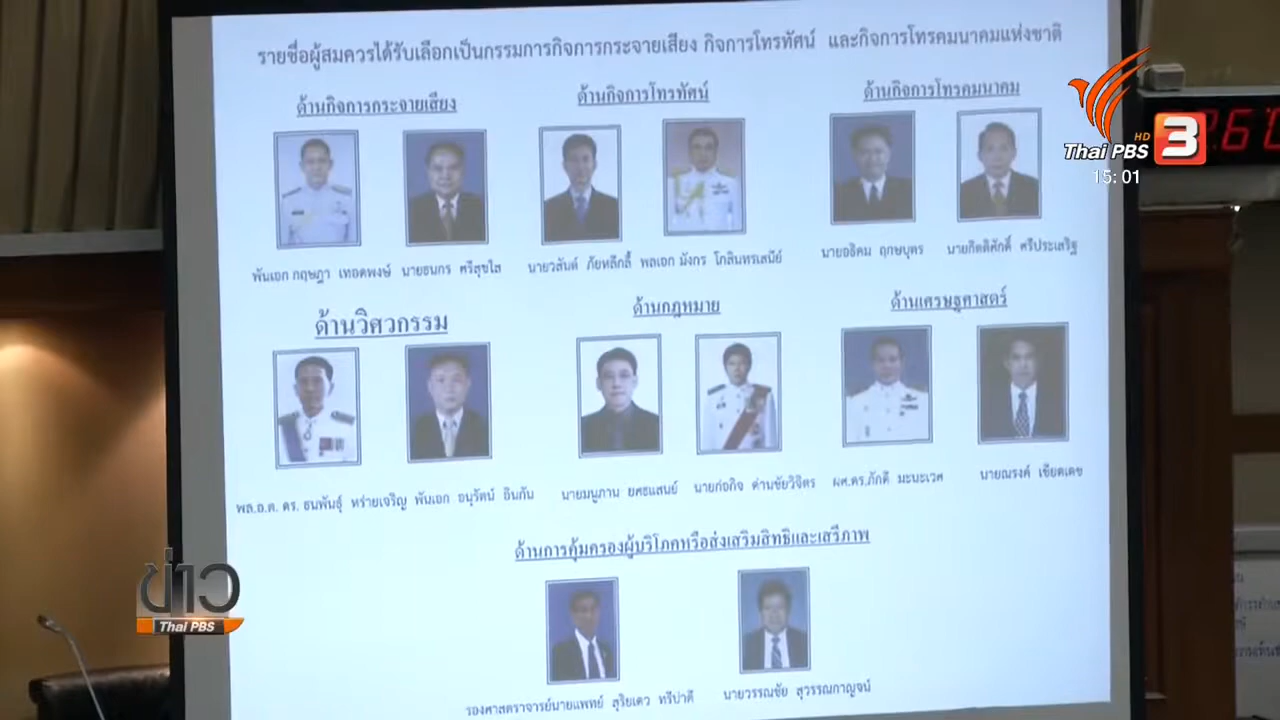 รายชื่อผู้สมควรได้รับเลือกเป็นกรรมการกิจการกระจายเสียง กิจการโทรทัศน์ และกิจการโทรคมนาคมแห่งชาติ
ด้านกิจการกระจายเสียง ด้านกิจการโทรทัศน์ ด้านกิจการโทรคมนาคม
HD 3
Thai PBS
15:01
พันเอก กฤษฎา เทอดพงษ์ นายธนกร ศรีสุขใส นายวสันต์ ภัยหลีกลี้ พลเอก มังกร โกสินทรเสนีย์ นายอธิคม ฤกษบุตร นายกิตติศักดิ์ ศรีประเสริฐ
ด้านวิศวกรรม ด้านกฎหมาย ด้านเศรษฐศาสตร์
พล.อ.ต. ดร. ธนพันธุ์ หร่ายเจริญ พันเอก อนุรัตน์ อินกัน นายมนูภาน ยศธแสนย์ นายก่อกิจ ด่านชัยวิจิตร ผศ.ดร.ภักดี มะนะเวศ นายณรงค์ เขียดเดช
ด้านการคุ้มครองผู้บริโภคหรือส่งเสริมสิทธิและเสรีภาพ
รองศาสตราจารย์นายแพทย์ สุริยเดว ทรีปาตี นายวรรณชัย สุวรรณกาญจน์
ข่าว
Thai PBS